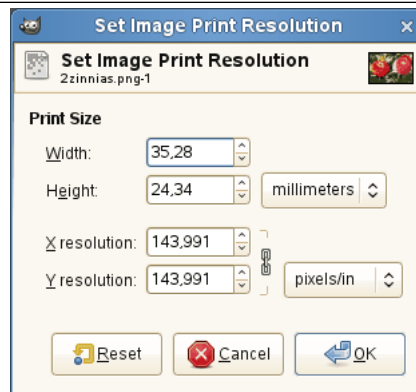 Set Image Print Resolution
Set Image Print Resolution
2zinnias.png-1
Print Size
Width: 35,28
Height: 24,34 millimeters
X resolution: 143,991
Y resolution: 143,991 pixels/in
Reset Cancel OK